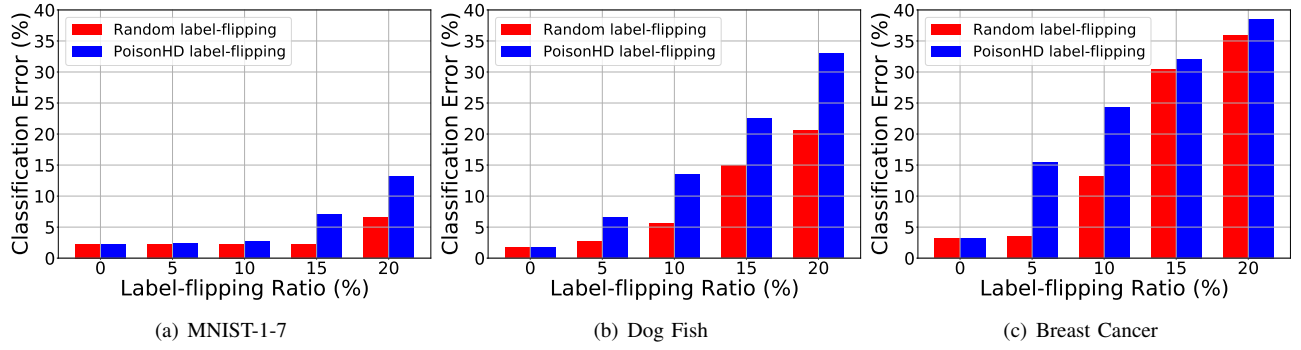 40
35
30
25
20
15
10
5
0
Classification Error (%)
Random label-flipping
PoisonHD label-flipping
0 5 10 15 20
Label-flipping Ratio (%)
(a) MNIST-1-7
40
35
30
25
20
15
10
5
0
Classification Error (%)
Random label-flipping
PoisonHD label-flipping
0 5 10 15 20
Label-flipping Ratio (%)
(b) Dog Fish
40
35
30
25
20
15
10
5
0
Classification Error (%)
Random label-flipping
PoisonHD label-flipping
0 5 10 15 20
Label-flipping Ratio (%)
(c) Breast Cancer